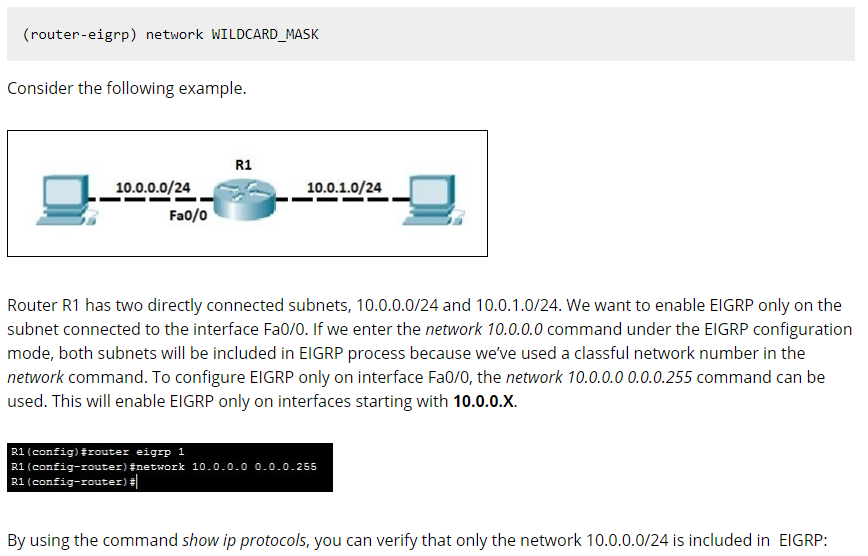 (router-eigrp) network WILDCARD_MASK
Consider the following example.
R1
10.0.0.0/24
10.0.1.0/24
Fa0/0
Router R1 has two directly connected subnets, 10.0.0.0/24 and 10.0.1.0/24. We want to enable EIGRP only on the
subnet connected to the interface Fa0/0. If we enter the network 10.0.0.0 command under the EIGRP configuration
mode, both subnets will be included in EIGRP process because we’ve used a classful network number in the
network command. To configure EIGRP only on interface Fa0/0, the network 10.0.0.0 0.0.0.255 command can be
used. This will enable EIGRP only on interfaces starting with 10.0.0.X.
R1(config)#router eigrp 1
R1(config-router)#network 10.0.0.0 0.0.0.255
R1(config-router)#
By using the command show ip protocols, you can verify that only the network 10.0.0.0/24 is included in EIGRP: